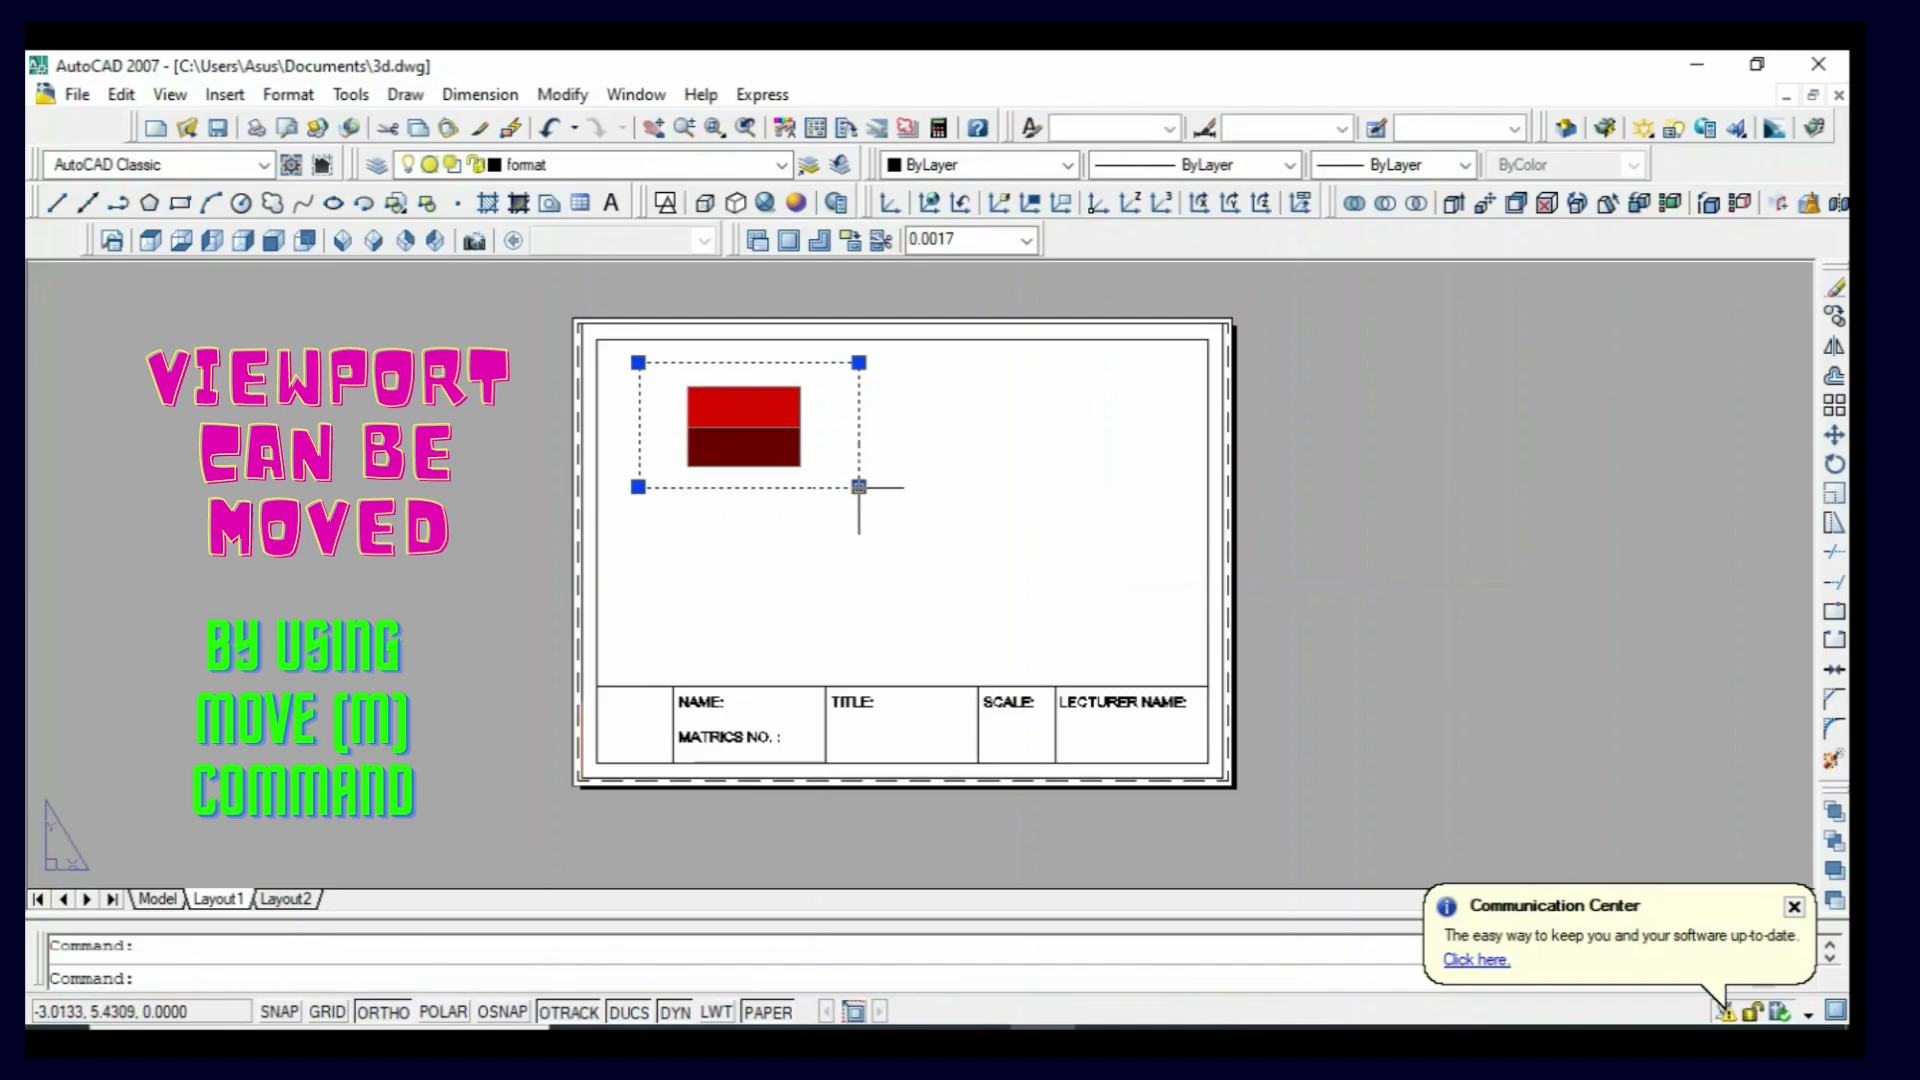 AutoCAD 2007 - [C:\Users\Asus\Documents\3d.dwg]
File Edit View Insert Format Tools Draw Dimension Modify Window Help Express
AutoCAD Classic format ByLayer ByLayer ByLayer ByColor
0.0017
VIEWPORT
CAN BE
MOVED
BY USING
MOVE (M)
COMMAND
NAME: TITLE: SCALE: LECTURER NAME:
MATRICS NO. :
Model Layout1 Layout2
Communication Center
The easy way to keep you and your software up-to-date.
Click here.
Command:
Command:
-3.0133, 5.4309, 0.0000 SNAP GRID ORTHO POLAR OSNAP OTRACK DUCS DYN LWT PAPER